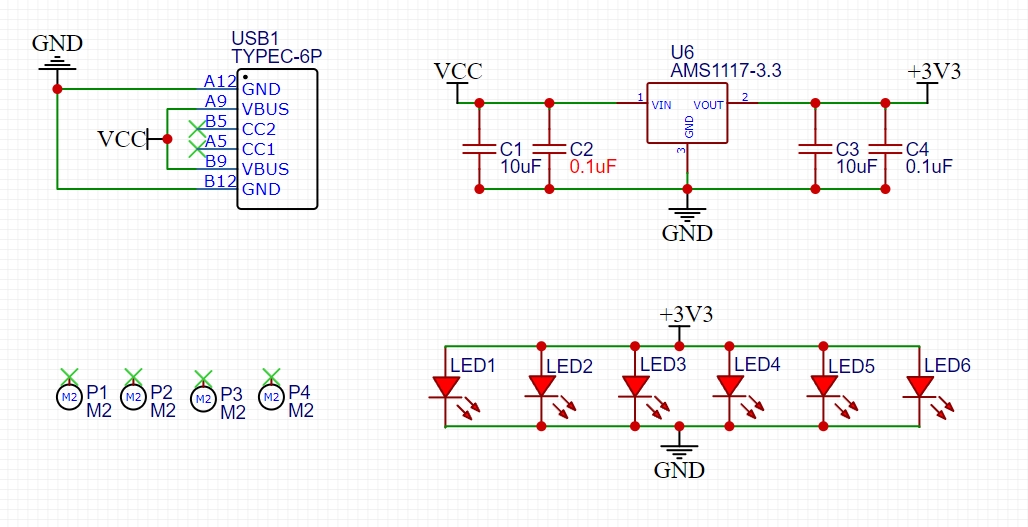 GND
USB1
TYPEC-6P
A12 GND
A9 VBUS
B5 CC2
VCC
A5 CC1
B9 VBUS
B12 GND
VCC
U6
AMS1117-3.3
+3V3
1 VIN VOUT 2
GND
3
C1
10uF
C2
0.1uF
C3
10uF
C4
0.1uF
GND
+3V3
LED1 LED2 LED3 LED4 LED5 LED6
GND
M2 P1
M2
M2 P2
M2
M2 P3
M2
M2 P4
M2